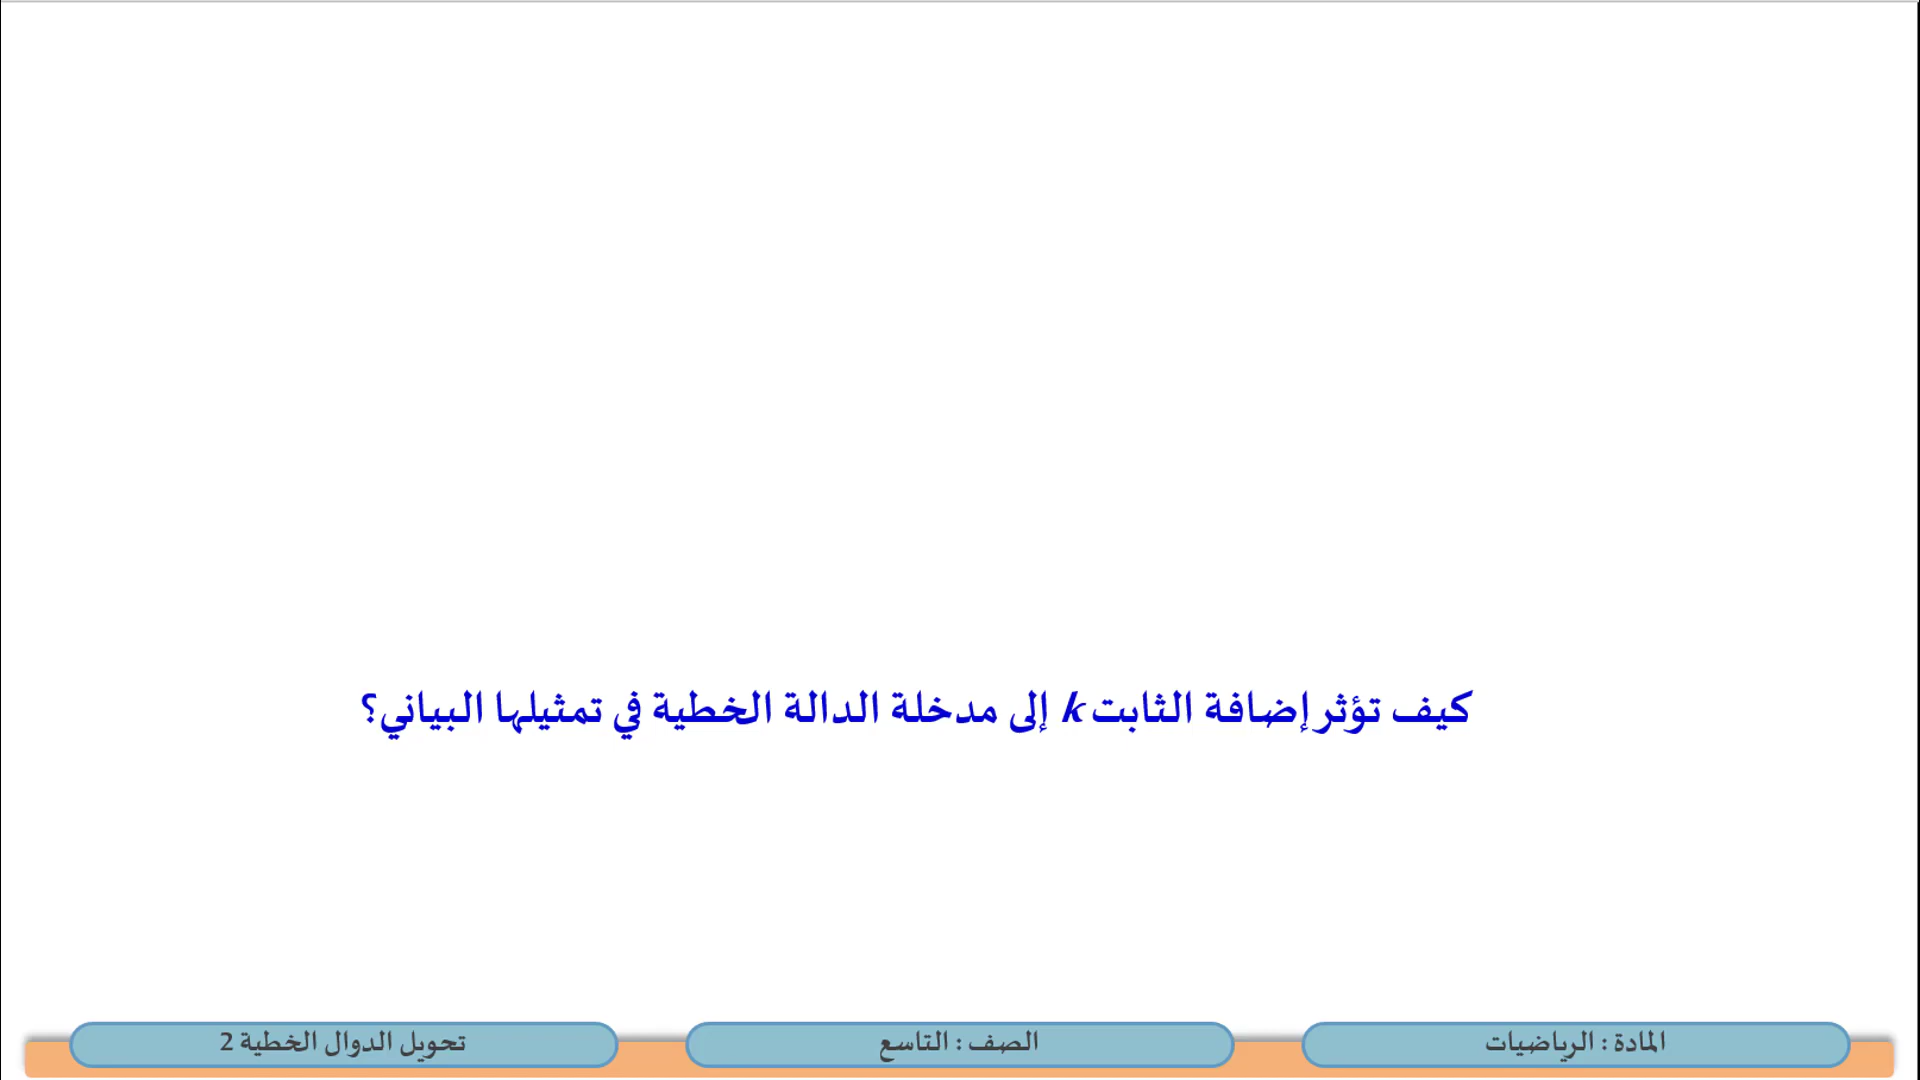 كيف تؤثر إضافة الثابت k إلى مدخلة الدالة الخطية في تمثيلها البياني؟
المادة : الرياضيات
الصف : التاسع
تحويل الدوال الخطية 2